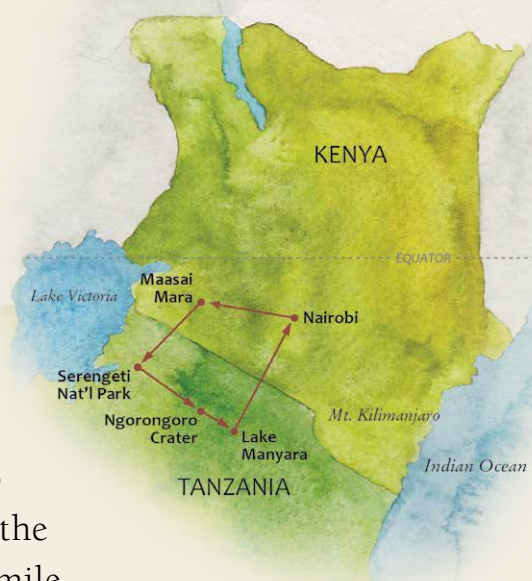 KENYA
EQUATOR
Lake Victoria
Maasai
Mara
Nairobi
Serengeti
Nat'l Park
Ngorongoro
Crater
Lake
Manyara
Mt. Kilimanjaro
Indian Ocean
TANZANIA
the
mile